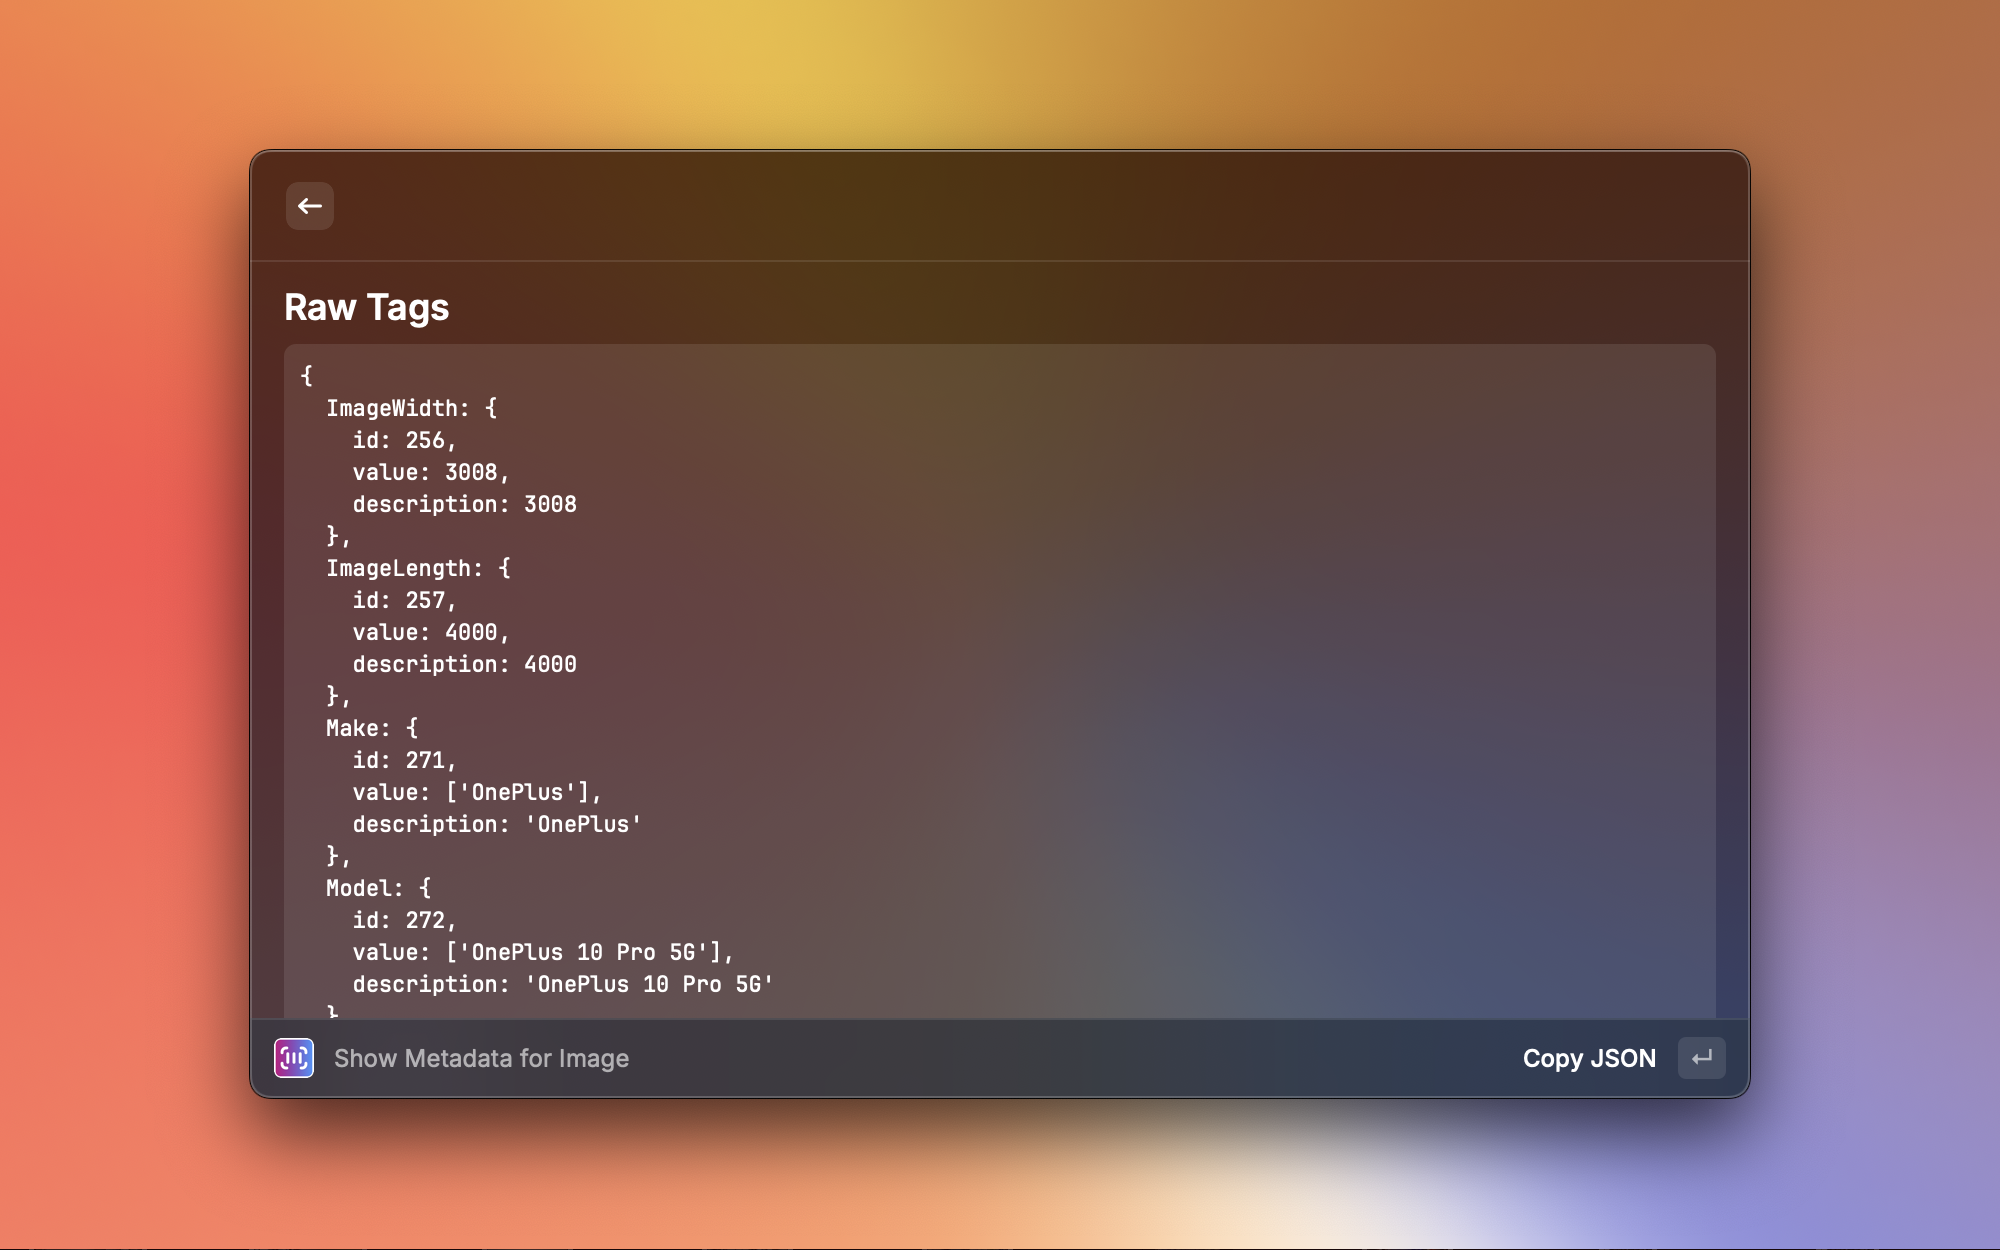 Raw Tags
{
  ImageWidth: {
    id: 256,
    value: 3008,
    description: 3008
  },
  ImageLength: {
    id: 257,
    value: 4000,
    description: 4000
  },
  Make: {
    id: 271,
    value: ['OnePlus'],
    description: 'OnePlus'
  },
  Model: {
    id: 272,
    value: ['OnePlus 10 Pro 5G'],
    description: 'OnePlus 10 Pro 5G'
  }
Show Metadata for Image
Copy JSON